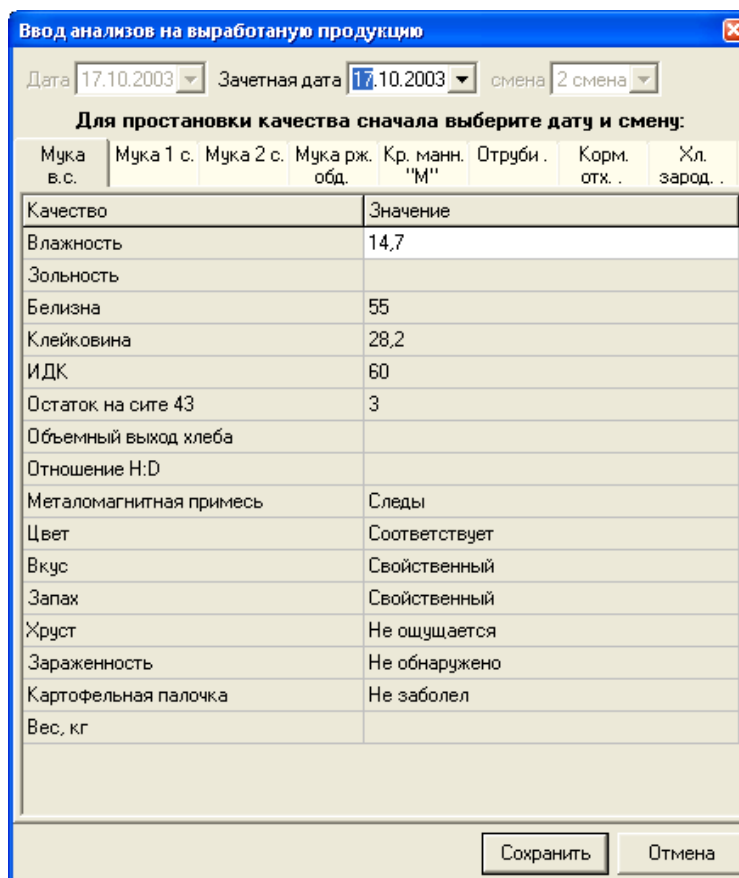 Ввод анализов на выработаную продукцию
Дата 17.10.2003 Зачетная дата 17.10.2003 смена 2 смена
Для простановки качества сначала выберите дату и смену:
Мука в.с. Мука 1 с. Мука 2 с. Мука рж. обд. Кр. манн. "М" Отруби . Корм. отх. . Хл. зарод. .
Качество Значение
Влажность 14,7
Зольность
Белизна 55
Клейковина 28,2
ИДК 60
Остаток на сите 43 3
Объемный выход хлеба
Отношение H:D
Металомагнитная примесь Следы
Цвет Соответствует
Вкус Свойственный
Запах Свойственный
Хруст Не ощущается
Зараженность Не обнаружено
Картофельная палочка Не заболел
Вес, кг
Сохранить Отмена